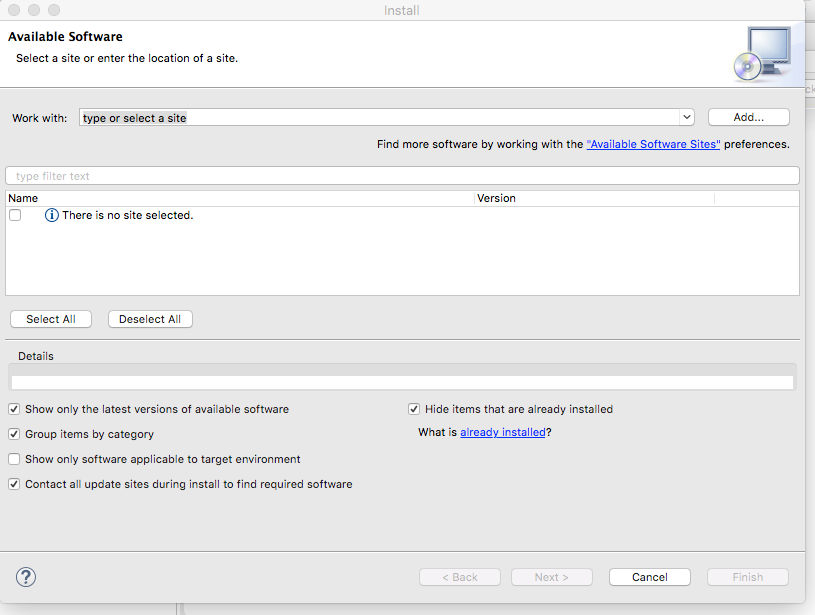 Install
Available Software
Select a site or enter the location of a site.
Work with: type or select a site Add...
Find more software by working with the "Available Software Sites" preferences.
type filter text
Name Version
There is no site selected.
Select All Deselect All
Details
Show only the latest versions of available software Hide items that are already installed
Group items by category What is already installed?
Show only software applicable to target environment
Contact all update sites during install to find required software
? < Back Next > Cancel Finish